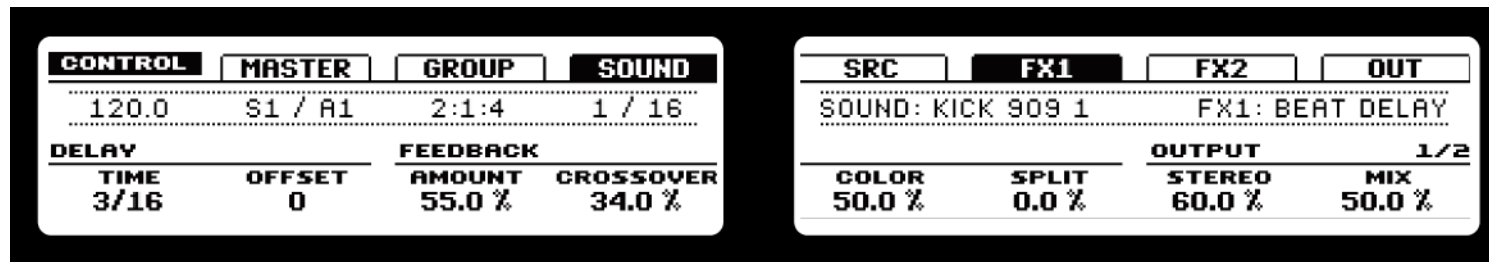 CONTROL MASTER GROUP SOUND
120.0 S1 / A1 2:1:4 1 / 16
DELAY FEEDBACK
TIME OFFSET AMOUNT CROSSOVER
3/16 0 55.0 % 34.0 %
SRC FX1 FX2 OUT
SOUND: KICK 909 1 FX1: BEAT DELAY
OUTPUT 1/2
COLOR SPLIT STEREO MIX
50.0 % 0.0 % 60.0 % 50.0 %